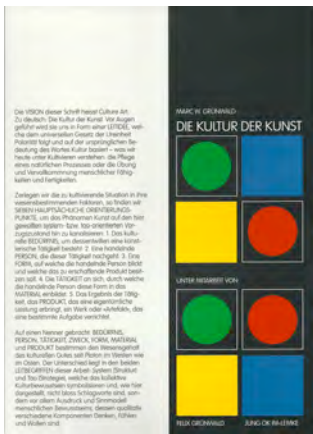 Die VISION dieser Schrift heisst Culture Art.
Zu deutsch: Die Kultur der Kunst. Vor Augen
geführt wird sie uns in Form einer LEITIDEE, wel-
che dem universellen Gesetz der Ureinheit
Polarität folgt und auf der ursprünglichen Be-
deutung des Wortes Kultur basiert – was wir
heute unter Kultivieren verstehen: die Pflege
eines natürlichen Prozesses oder die Übung
und Vervollkommnung menschlicher Fähig-
keiten und Fertigkeiten.
Zerlegen wir die zu kultivierende Situation in ihre
wesensbestimmenden Faktoren, so finden wir
SIEBEN HAUPTSÄCHLICHE ORIENTIERUNGS-
PUNKTE, um das Phänomen Kunst auf den hier
gewollten system- bzw. tao-orientierten Vor-
zugszustand hin zu kanalisieren: 1. Das kultu-
relle BEDÜRFNIS, um dessentwillen eine künst-
lerische Tätigkeit besteht. 2. Eine handelnde
PERSON, die dieser Tätigkeit nachgeht. 3. Das
FORM, auf welche die handelnde Person blickt
und welche das zu erschaffende Produkt besit-
zen soll. 4. Die TÄTIGKEIT an sich, durch welche
die handelnde Person diese Form in das
MATERIAL einbildet. 5. Das Ergebnis der Tätig-
keit, das PRODUKT, das eine eigentümliche
Leistung erbringt, ein Werk oder «Artefakt», das
eine bestimmte Aufgabe verrichtet.
Auf einen Nenner gebracht: BEDÜRFNIS,
PERSON, TÄTIGKEIT, ZWECK, FORM, MATERIAL
und PRODUKT bestimmen den Wesensgehalt
des kulturellen Gutes seit Platon im Westen wie
im Osten. Der Unterschied liegt in den beiden
LEITBEGRIFFEN dieser Arbeit: System (Struktur)
und Tao (Strategie), welche das kollektive
Kulturbewusstsein symbolisieren und, wie hier
dargestellt, nicht bloss Schlagworte sind, son-
dern vor allem Ausdruck und Sinnmodell
menschlichen Bewusstseins, dessen qualitativ
verschiedene Komponenten Denken, Fühlen
und Wollen sind.
MARC W. GRÜNWALD
DIE KULTUR DER KUNST
UNTER MITARBEIT VON
FELIX GRÜNWALD
JUNG-OK IM-LEMKE